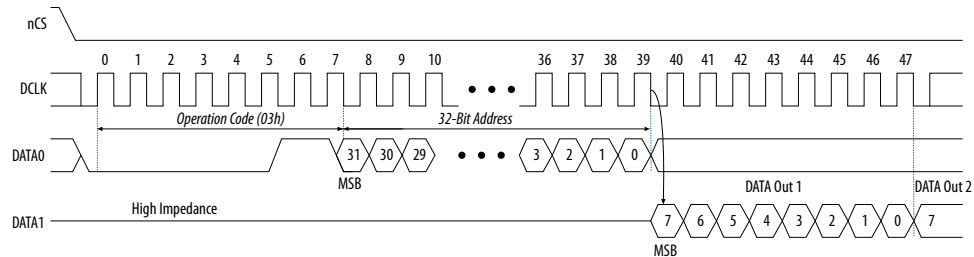 nCS
0 1 2 3 4 5 6 7 8 9 10 36 37 38 39 40 41 42 43 44 45 46 47
DCLK
Operation Code (03h) 32-Bit Address
DATA0 31 30 29 3 2 1 0
MSB
DATA Out 1 DATA Out 2
High Impedance
DATA1 7 6 5 4 3 2 1 0 7
MSB